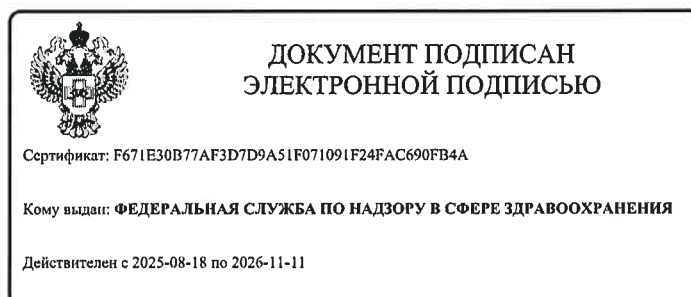 ДОКУМЕНТ ПОДПИСАН
ЭЛЕКТРОННОЙ ПОДПИСЬЮ
Сертификат: F671E30B77AF3D7D9A51F071091F24FAC690FB4A
Кому выдан: ФЕДЕРАЛЬНАЯ СЛУЖБА ПО НАДЗОРУ В СФЕРЕ ЗДРАВООХРАНЕНИЯ
Действителен с 2025-08-18 по 2026-11-11